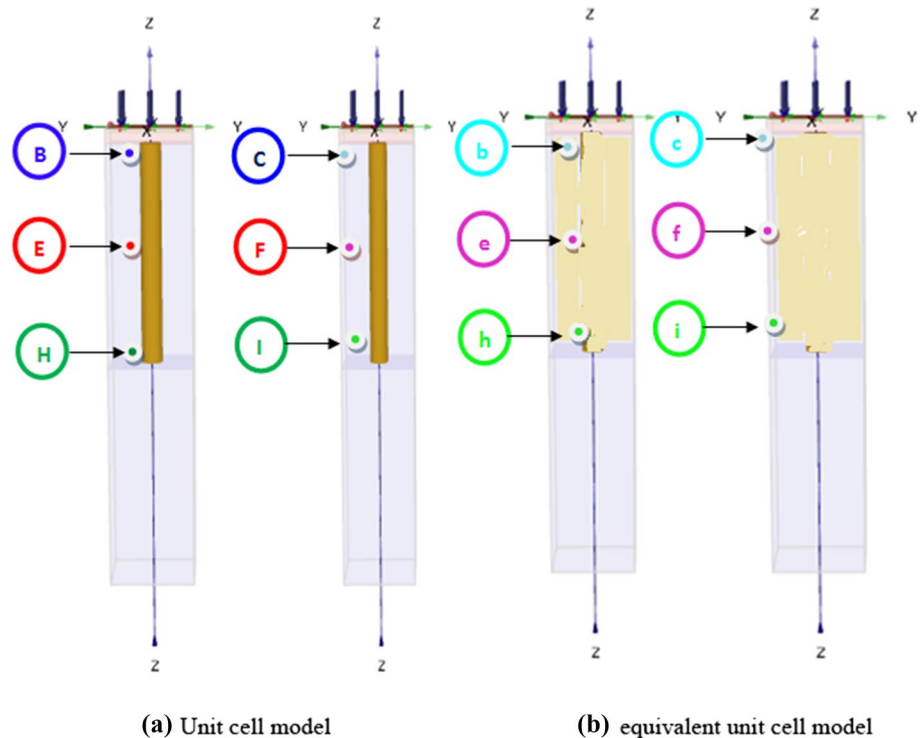 Z Z Z Z
Y X Y X Y Y X Y X Y
B C b c
E F e f
H I h i
Z Z Z Z
(a) Unit cell model (b) equivalent unit cell model